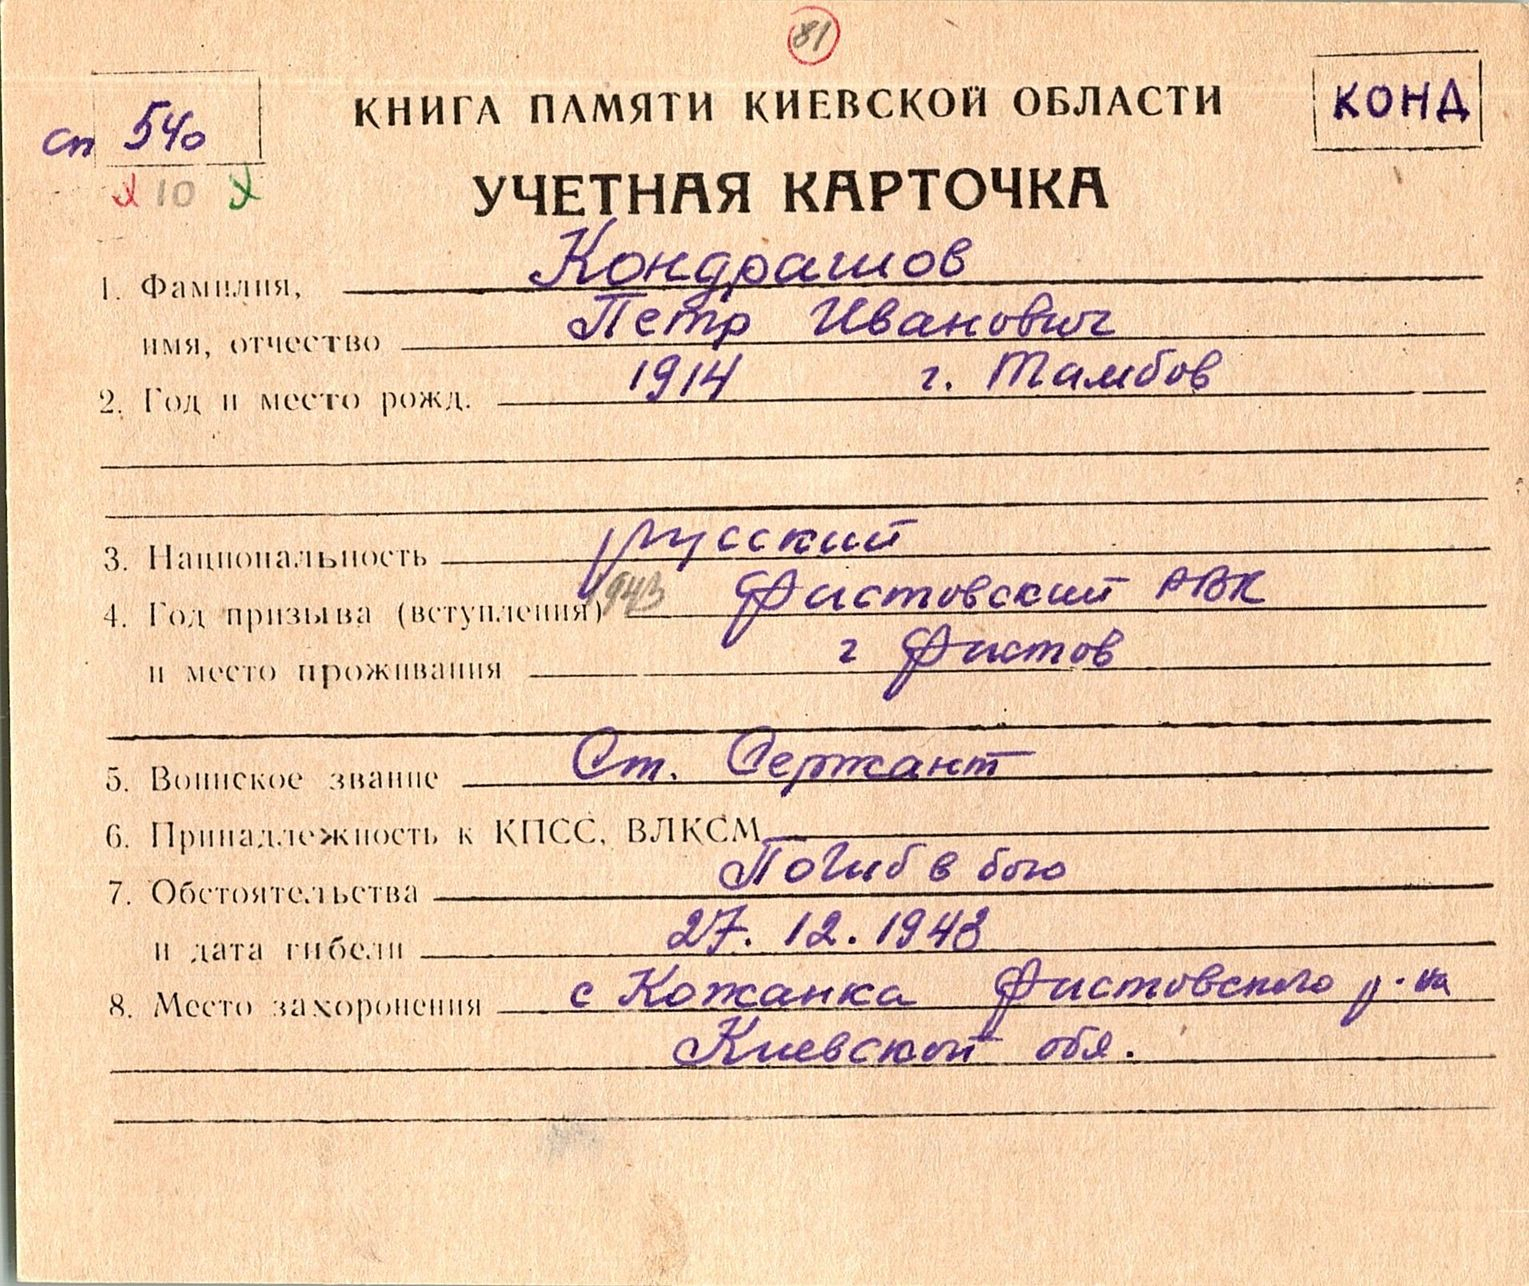 81
КНИГА ПАМЯТИ КИЕВСКОЙ ОБЛАСТИ
КОНД
сп 540
х 10 х
УЧЕТНАЯ КАРТОЧКА
1. Фамилия, Кондрашов
имя, отчество Петр Иванович
2. Год и место рожд. 1914 г. Тамбов
3. Национальность русский
4. Год призыва (вступления) 1943 Фастовский РВК
и место проживания г Фастов
5. Воинское звание Ст. Сержант
6. Принадлежность к КПСС, ВЛКСМ
7. Обстоятельства Погиб в бою
и дата гибели 27.12.1943
8. Место захоронения с Кожанка Фастовского р-на
Киевской обл.